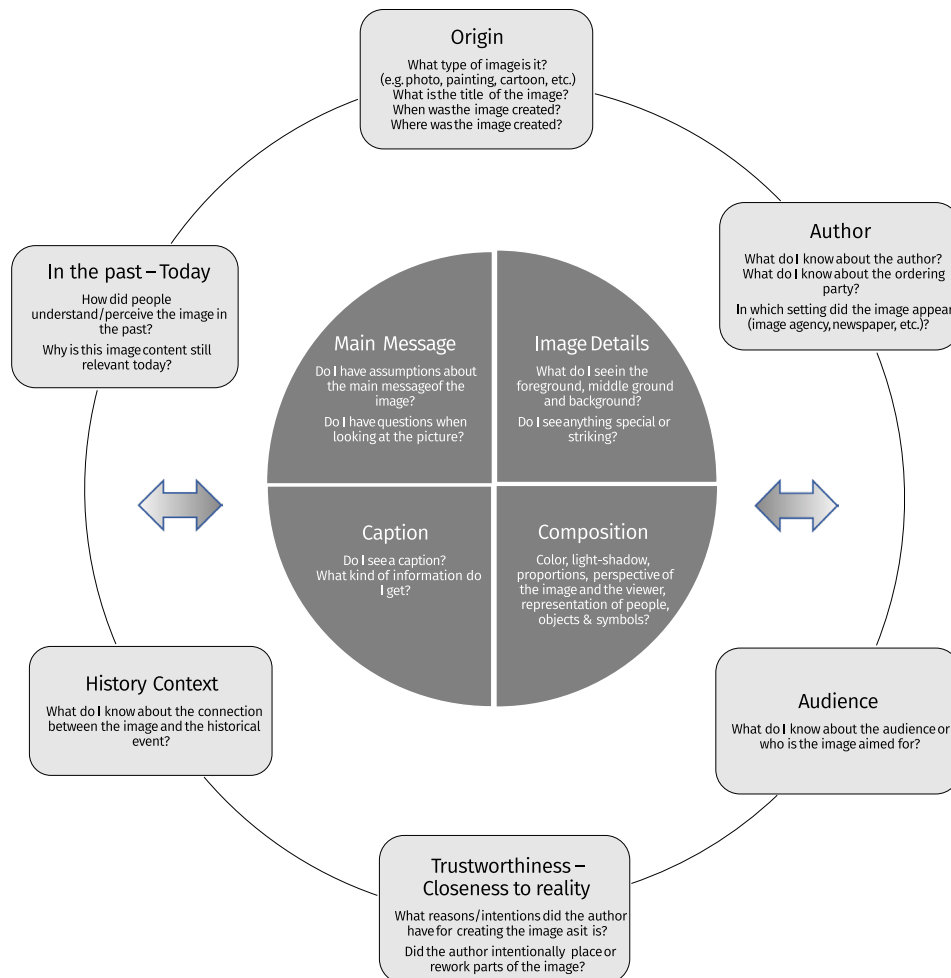 Origin
What type of image is it?
(e.g. photo, painting, cartoon, etc.)
What is the title of the image?
When was the image created?
Where was the image created?
Author
What do I know about the author?
What do I know about the ordering
party?
In which setting did the image appear
(image agency, newspaper, etc.)?
In the past – Today
How did people
understand/perceive the image in
the past?
Why is this image content still
relevant today?
Main Message
Do I have assumptions about
the main message of the
image?
Do I have questions when
looking at the picture?
Image Details
What do I see in the
foreground, middle ground
and background?
Do I see anything special or
striking?
Caption
Do I see a caption?
What kind of information do
I get?
Composition
Color, light-shadow,
proportions, perspective of
the image and the viewer,
representation of people,
objects & symbols?
History Context
What do I know about the connection
between the image and the historical
event?
Audience
What do I know about the audience or
who is the image aimed for?
Trustworthiness –
Closeness to reality
What reasons/intentions did the author
have for creating the image as it is?
Did the author intentionally place or
rework parts of the image?